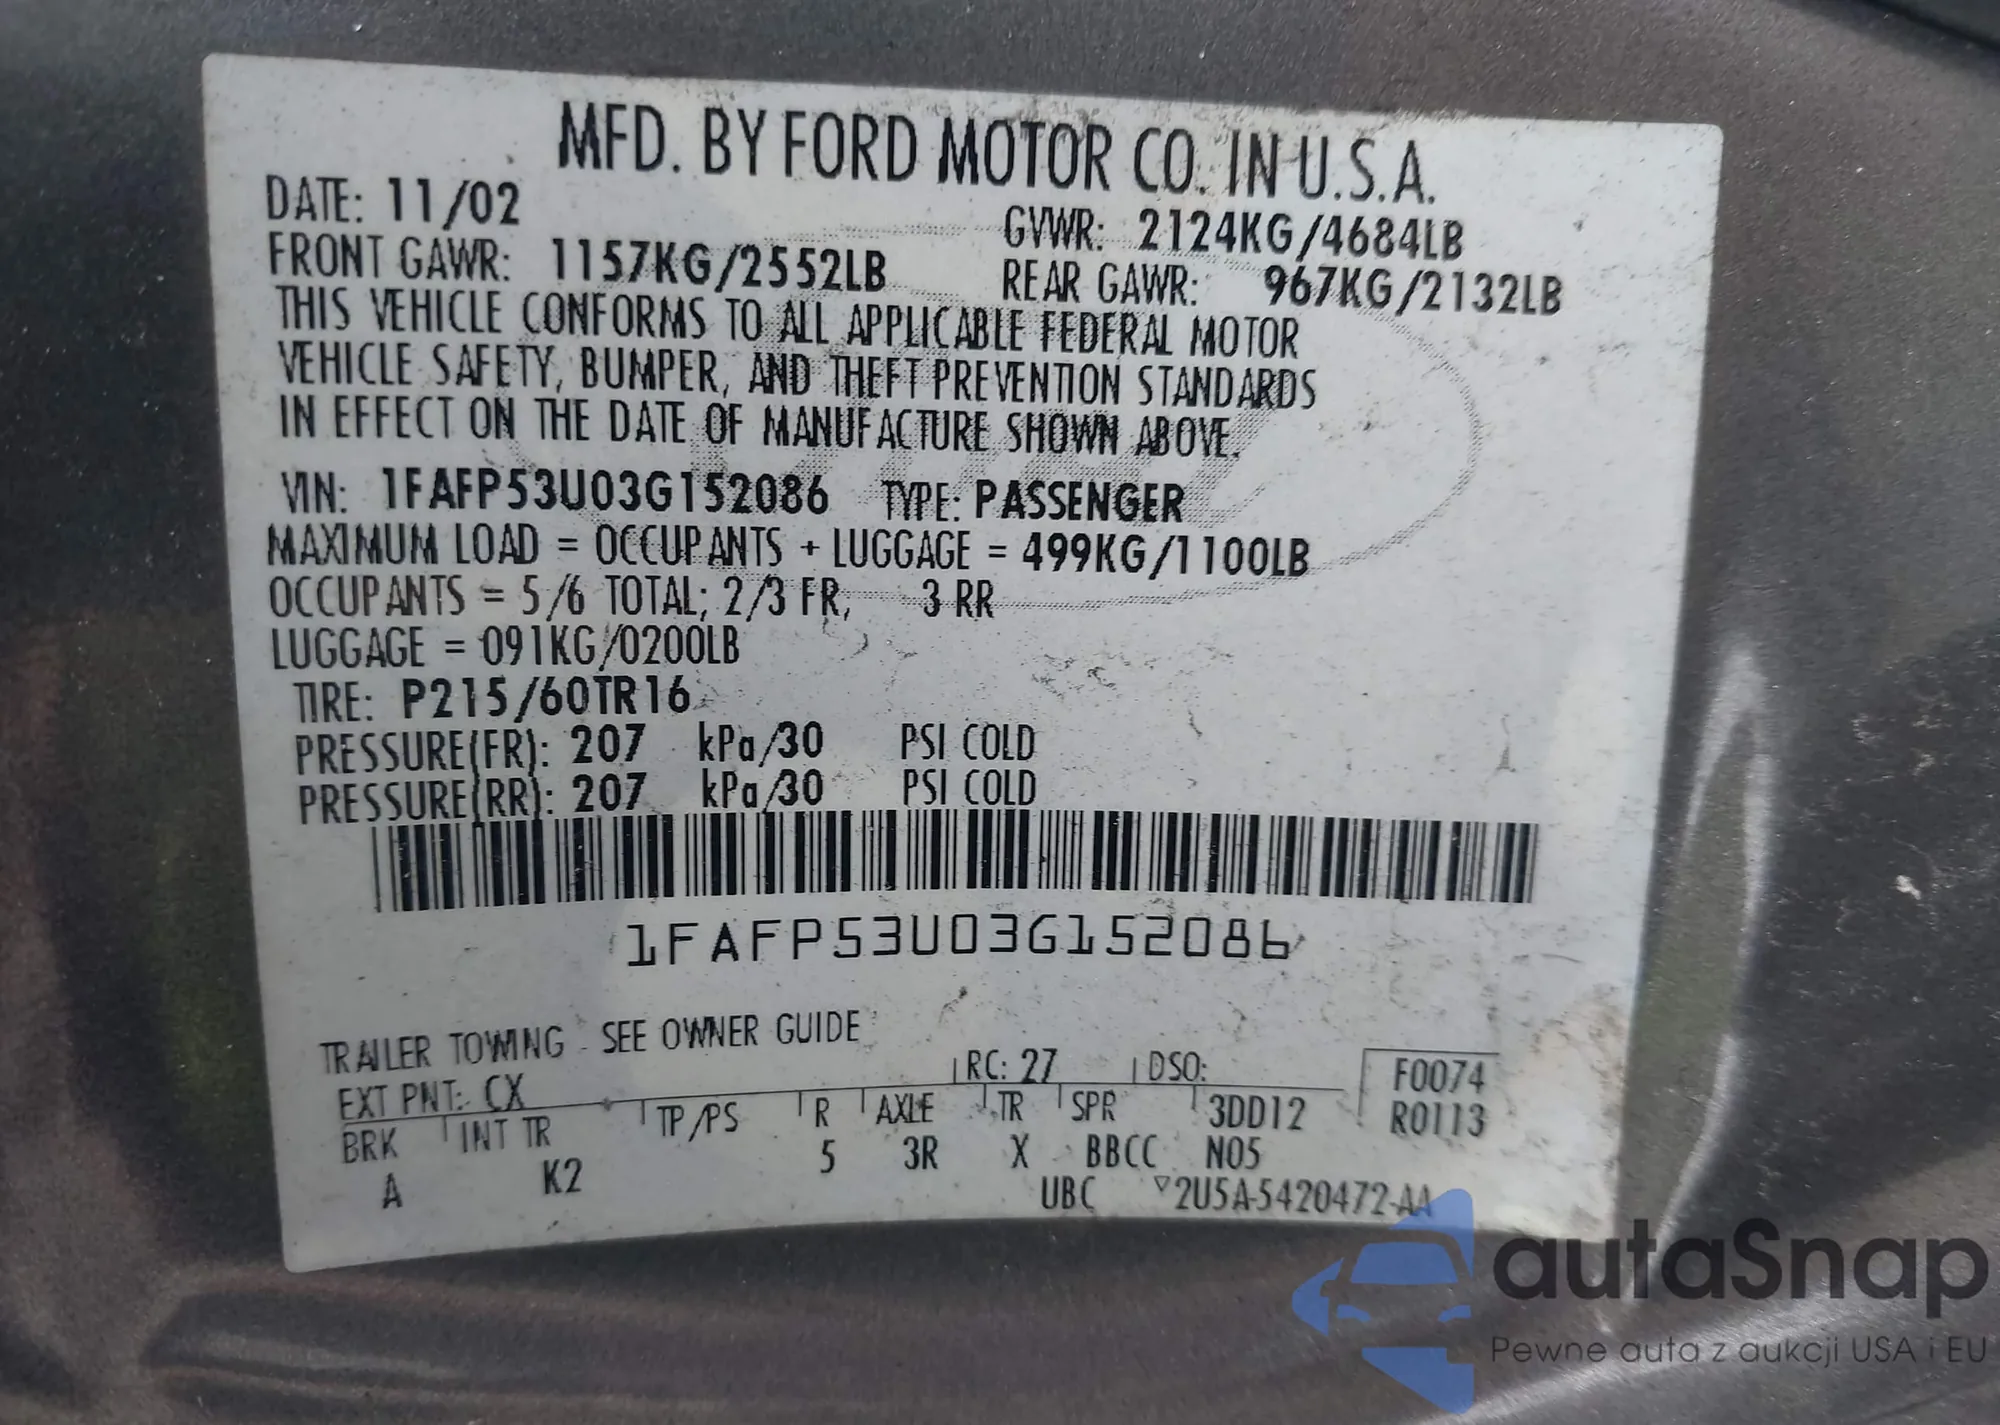 MFD. BY FORD MOTOR CO. IN U.S.A.
DATE: 11/02
GVWR: 2124KG/4684LB
FRONT GAWR: 1157KG/2552LB
REAR GAWR: 967KG/2132LB
THIS VEHICLE CONFORMS TO ALL APPLICABLE FEDERAL MOTOR
VEHICLE SAFETY, BUMPER, AND THEFT PREVENTION STANDARDS
IN EFFECT ON THE DATE OF MANUFACTURE SHOWN ABOVE.
VIN: 1FAFP53U03G152086 TYPE: PASSENGER
MAXIMUM LOAD = OCCUPANTS + LUGGAGE = 499KG/1100LB
OCCUPANTS = 5/6 TOTAL; 2/3 FR, 3 RR
LUGGAGE = 091KG/0200LB
TIRE: P215/60TR16
PRESSURE(FR): 207 kPa/30 PSI COLD
PRESSURE(RR): 207 kPa/30 PSI COLD
1FAFP53U03G152086
TRAILER TOWING - SEE OWNER GUIDE
EXT PNT: CX RC: 27 DSO: F0074
BRK INT TR TP/PS R AXLE TR SPR 3DD12 R0113
A K2 5 3R X BBCC N05
UBC ▽2U5A-5420472-AA
autaSnap
Pewne auta z aukcji USA i EU